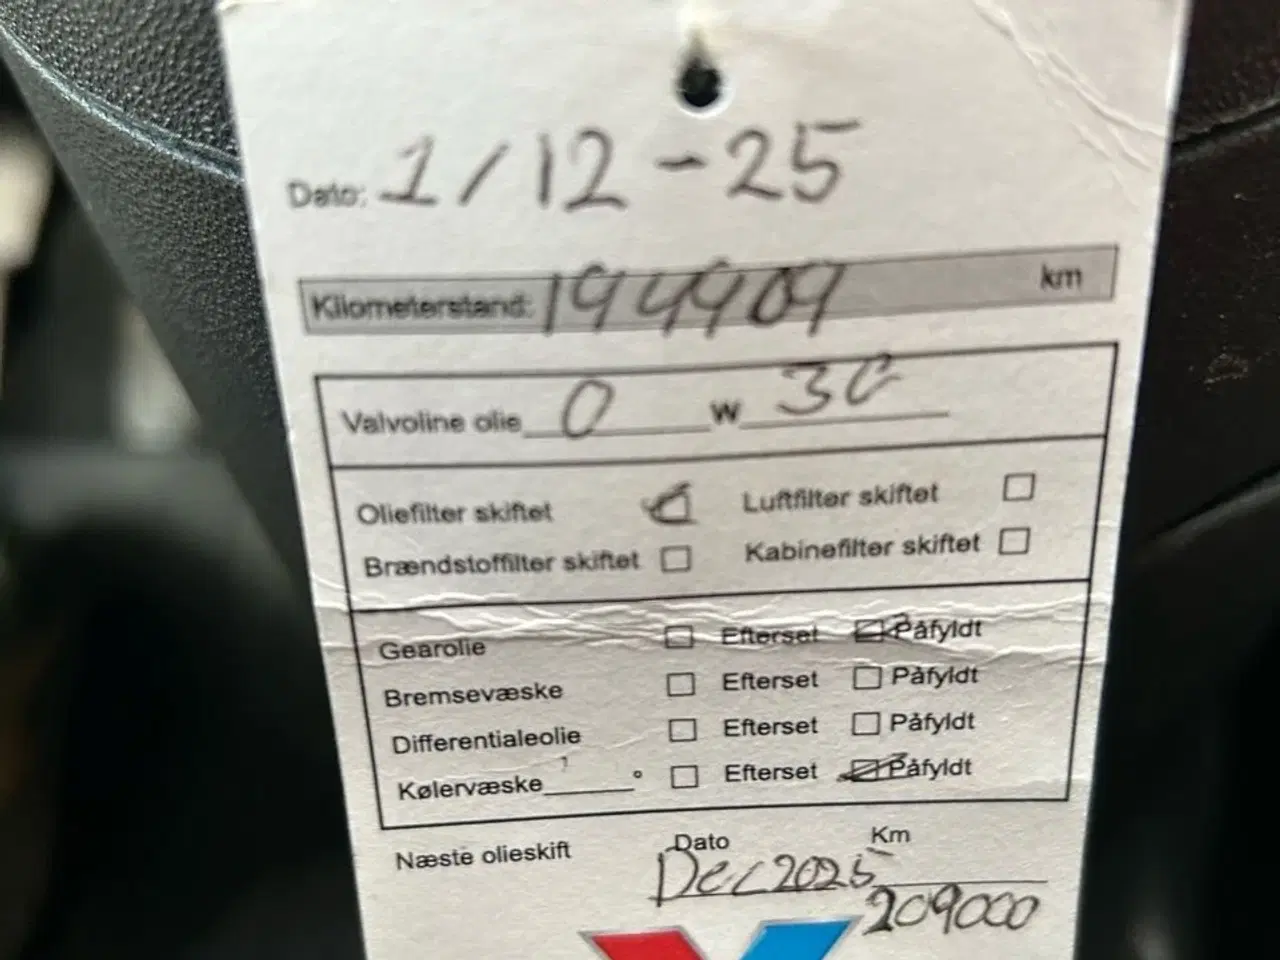 Dato: 1/12-25
Kilometerstand: 194909 km
Valvoline olie 0 W 30
Oliefilter skiftet Luftfilter skiftet
Brændstoffilter skiftet Kabinefilter skiftet
Gearolie Efterset Påfyldt
Bremsevæske Efterset Påfyldt
Differentialeolie Efterset Påfyldt
Kølervæske ° Efterset Påfyldt
Dato Km
Næste olieskift Dec 2025 209000